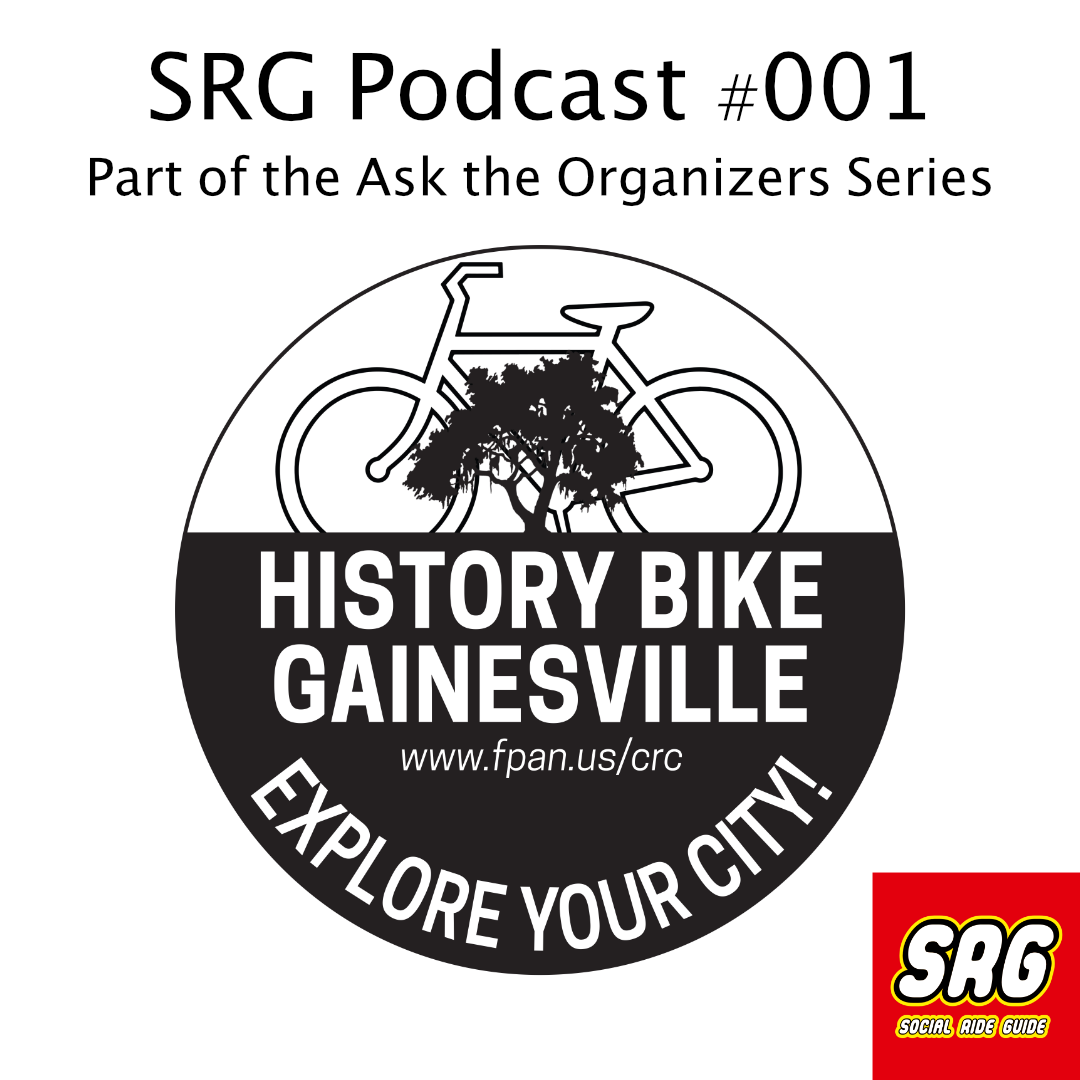 SRG Podcast #001
Part of the Ask the Organizers Series
HISTORY BIKE
GAINESVILLE
www.fpan.us/crc
EXPLORE YOUR CITY!
SRG
SOCIAL RIDE GUIDE